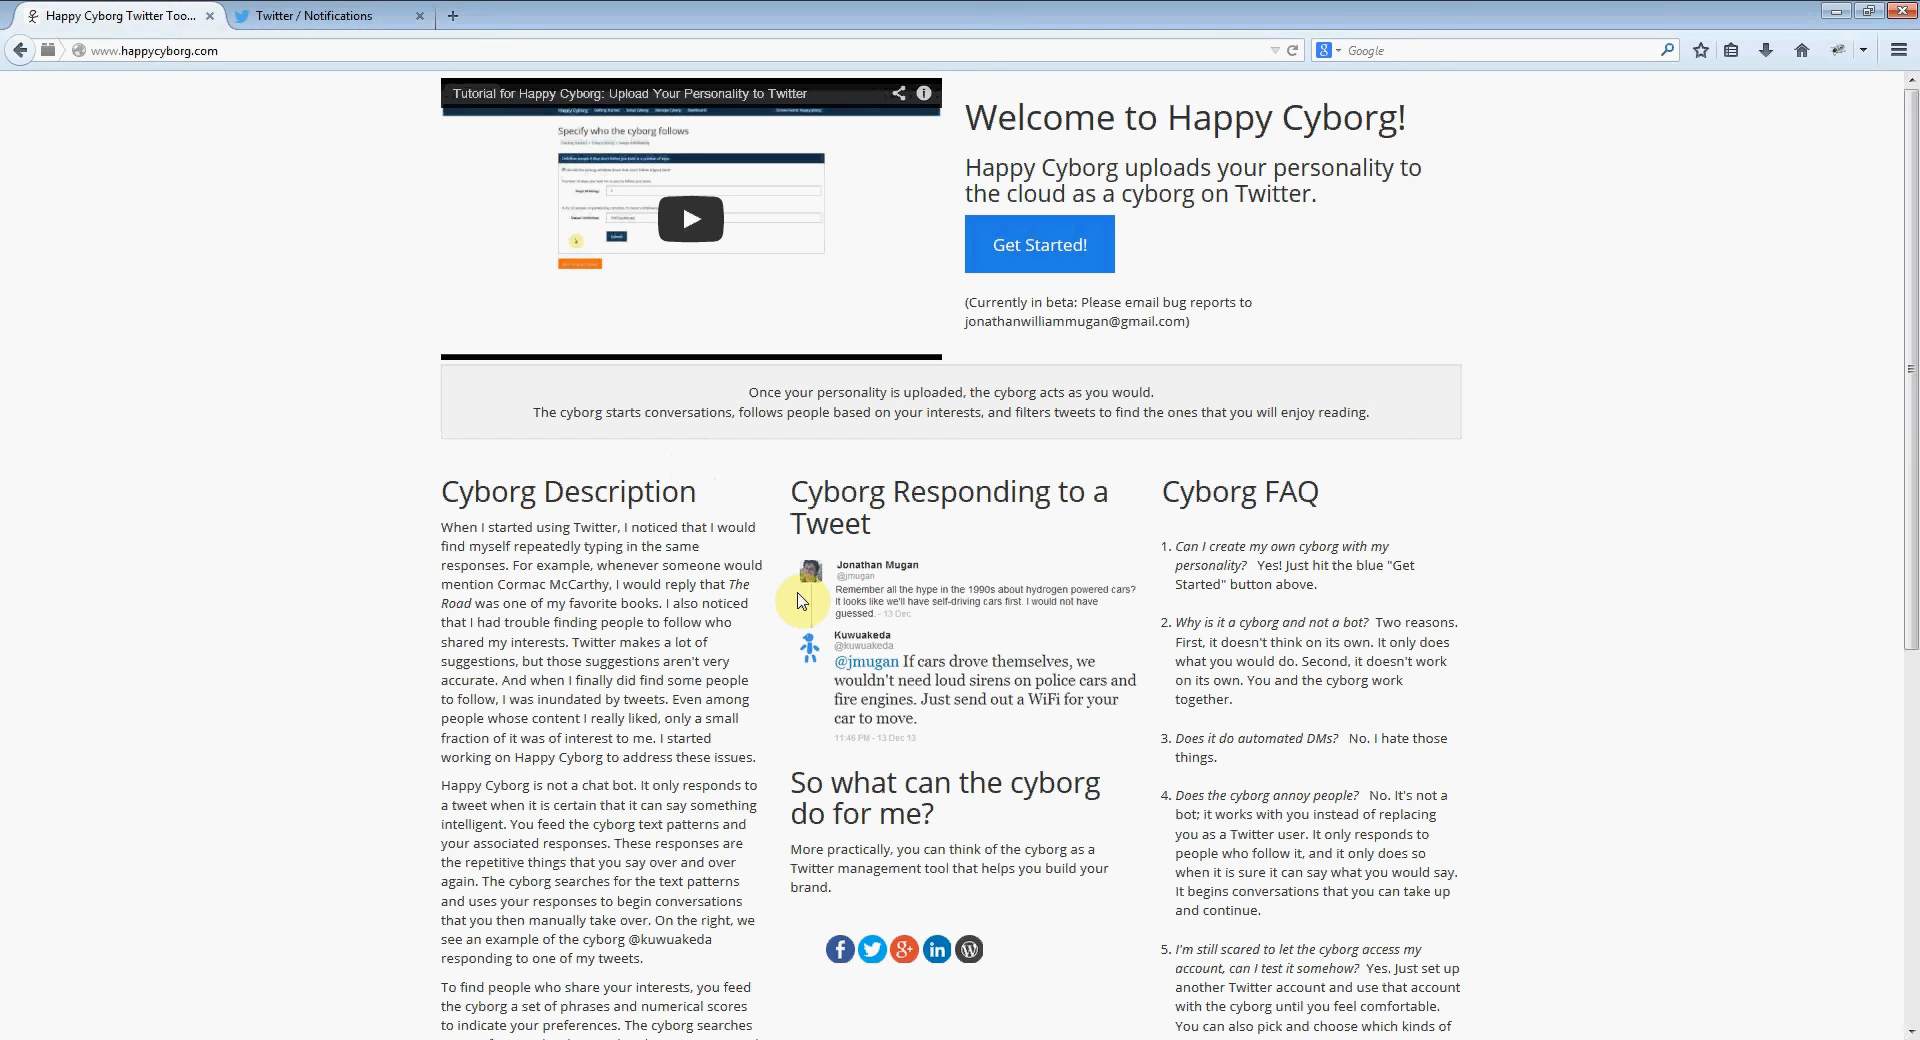 Happy Cyborg Twitter Too...
Twitter / Notifications
www.happycyborg.com
Google
Tutorial for Happy Cyborg: Upload Your Personality to Twitter
Specify who the cyborg follows
Welcome to Happy Cyborg!
Happy Cyborg uploads your personality to
the cloud as a cyborg on Twitter.
Get Started!
(Currently in beta: Please email bug reports to
jonathanwilliammugan@gmail.com)
Once your personality is uploaded, the cyborg acts as you would.
The cyborg starts conversations, follows people based on your interests, and filters tweets to find the ones that you will enjoy reading.
Cyborg Description
When I started using Twitter, I noticed that I would
find myself repeatedly typing in the same
responses. For example, whenever someone would
mention Cormac McCarthy, I would reply that The
Road was one of my favorite books. I also noticed
that I had trouble finding people to follow who
shared my interests. Twitter makes a lot of
suggestions, but those suggestions aren't very
accurate. And when I finally did find some people
to follow, I was inundated by tweets. Even among
people whose content I really liked, only a small
fraction of it was of interest to me. I started
working on Happy Cyborg to address these issues.
Happy Cyborg is not a chat bot. It only responds to
a tweet when it is certain that it can say something
intelligent. You feed the cyborg text patterns and
your associated responses. These responses are
the repetitive things that you say over and over
again. The cyborg searches for the text patterns
and uses your responses to begin conversations
that you then manually take over. On the right, we
see an example of the cyborg @kuwuakeda
responding to one of my tweets.
To find people who share your interests, you feed
the cyborg a set of phrases and numerical scores
to indicate your preferences. The cyborg searches
Cyborg Responding to a
Tweet
Jonathan Mugan
@jmugan
Remember all the hype in the 1990s about hydrogen powered cars?
It looks like we'll have self-driving cars first. I would not have
guessed. - 13 Dec
Kuwuakeda
@kuwuakeda
@jmugan If cars drove themselves, we
wouldn't need loud sirens on police cars and
fire engines. Just send out a WiFi for your
car to move.
11:46 PM - 13 Dec 13
So what can the cyborg
do for me?
More practically, you can think of the cyborg as a
Twitter management tool that helps you build your
brand.
Cyborg FAQ
1. Can I create my own cyborg with my
personality? Yes! Just hit the blue "Get
Started" button above.
2. Why is it a cyborg and not a bot? Two reasons.
First, it doesn't think on its own. It only does
what you would do. Second, it doesn't work
on its own. You and the cyborg work
together.
3. Does it do automated DMs? No. I hate those
things.
4. Does the cyborg annoy people? No. It's not a
bot; it works with you instead of replacing
you as a Twitter user. It only responds to
people who follow it, and it only does so
when it is sure it can say what you would say.
It begins conversations that you can take up
and continue.
5. I'm still scared to let the cyborg access my
account, can I test it somehow? Yes. Just set up
another Twitter account and use that account
with the cyborg until you feel comfortable.
You can also pick and choose which kinds of